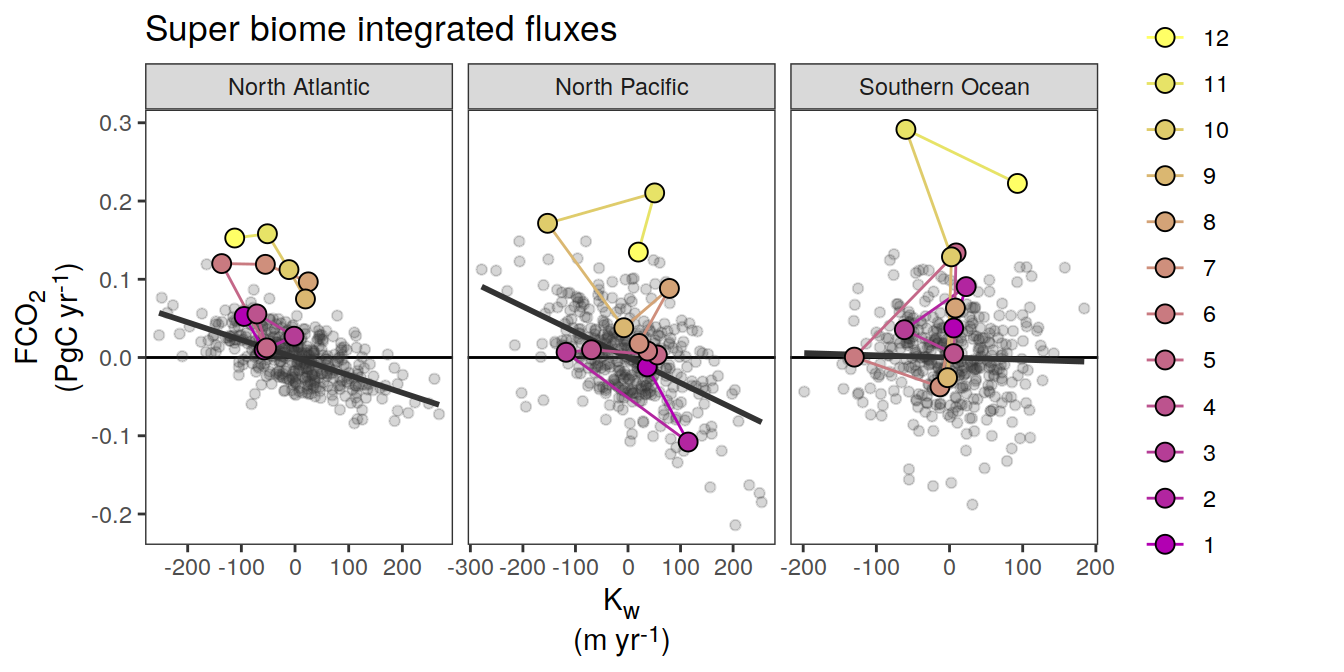 Super biome integrated fluxes
North Atlantic
North Pacific
Southern Ocean
FCO2
(PgC yr-1)
0.3
0.2
0.1
0.0
-0.1
-0.2
-200 -100 0 100 200
-300 -200 -100 0 100 200
-200 -100 0 100 200
Kw
(m yr-1)
12
11
10
9
8
7
6
5
4
3
2
1